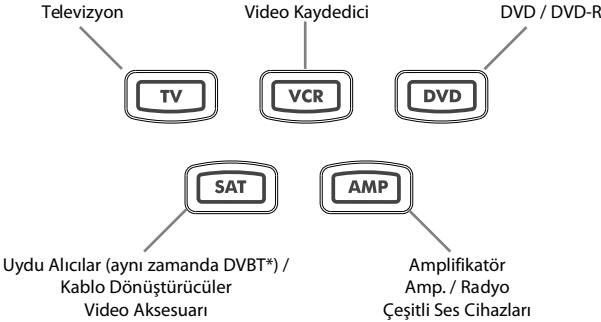 Televizyon
Video Kaydedici
DVD / DVD-R
TV
VCR
DVD
SAT
AMP
Uydu Alıcılar (aynı zamanda DVBT*) /
Kablo Dönüştürücüler
Video Aksesuarı
Amplifikatör
Amp. / Radyo
Çeşitli Ses Cihazları